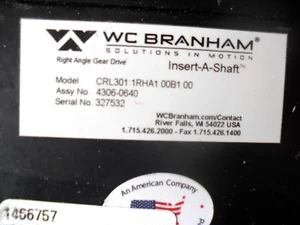 WC BRANHAM®
SOLUTIONS IN MOTION
Right Angle Gear Drive
Insert-A-Shaft™
Model CRL301 1RHA1 00B1 00
Assy No 4306-0640
Serial No 327532
WCBranham.com/Contact
River Falls, WI 54022 USA
1.715.426.2000 - Fax 1.715.426.1400
An American Company
1466757